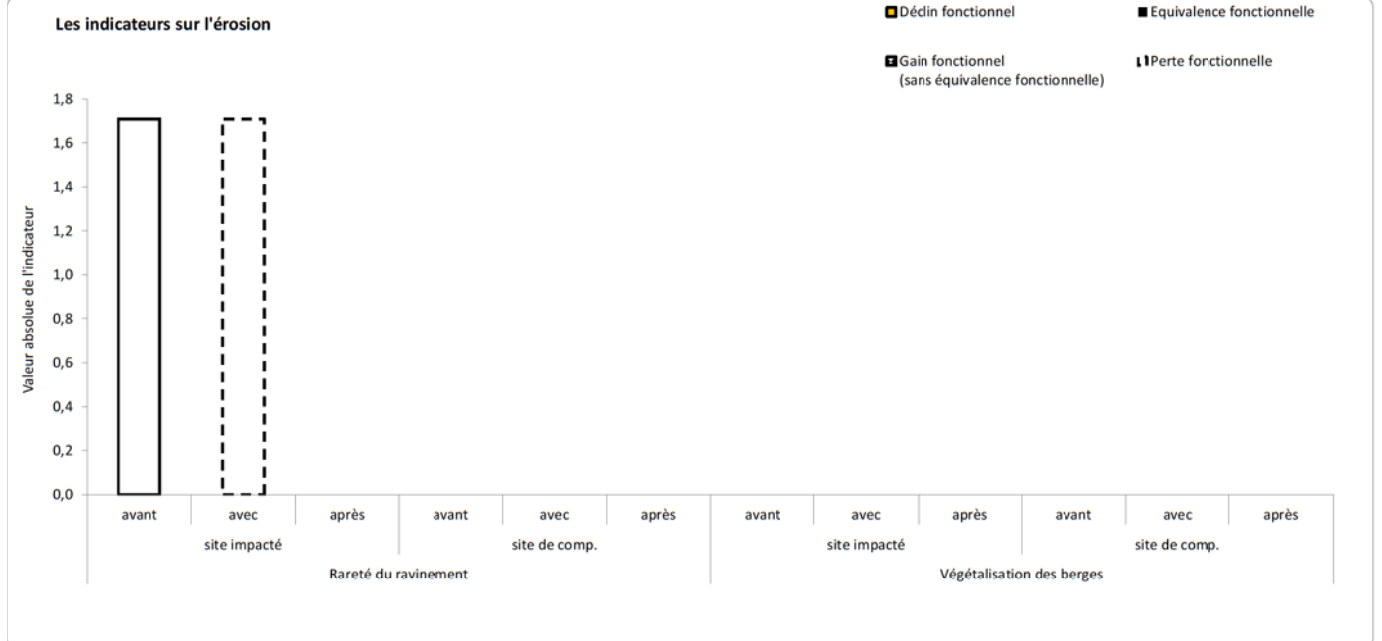 Les indicateurs sur l'érosion
Dédin fonctionnel
Equivalence fonctionnelle
Gain fonctionnel
(sans équivalence fonctionnelle)
Perte fonctionnelle
Valeur absolue de l'indicateur
1,8
1,6
1,4
1,2
1,0
0,8
0,6
0,4
0,2
0,0
avant avec après avant avec après avant avec après avant avec après
site impacté site de comp. site impacté site de comp.
Rareté du ravinement Végétalisation des berges